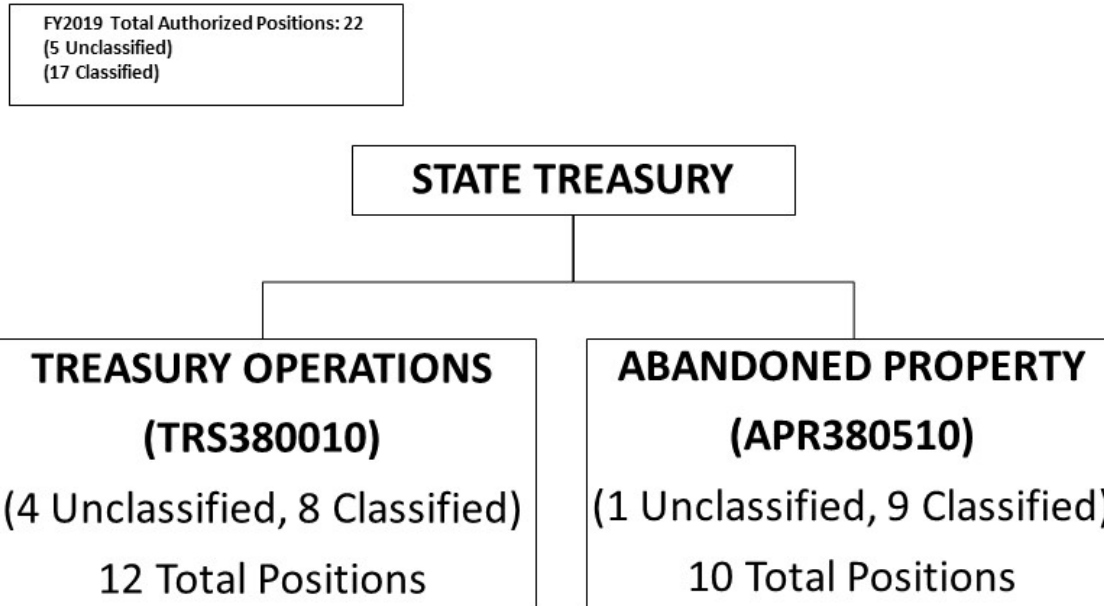 FY2019 Total Authorized Positions: 22
(5 Unclassified)
(17 Classified)
STATE TREASURY
TREASURY OPERATIONS
(TRS380010)
(4 Unclassified, 8 Classified)
12 Total Positions
ABANDONED PROPERTY
(APR380510)
(1 Unclassified, 9 Classified)
10 Total Positions